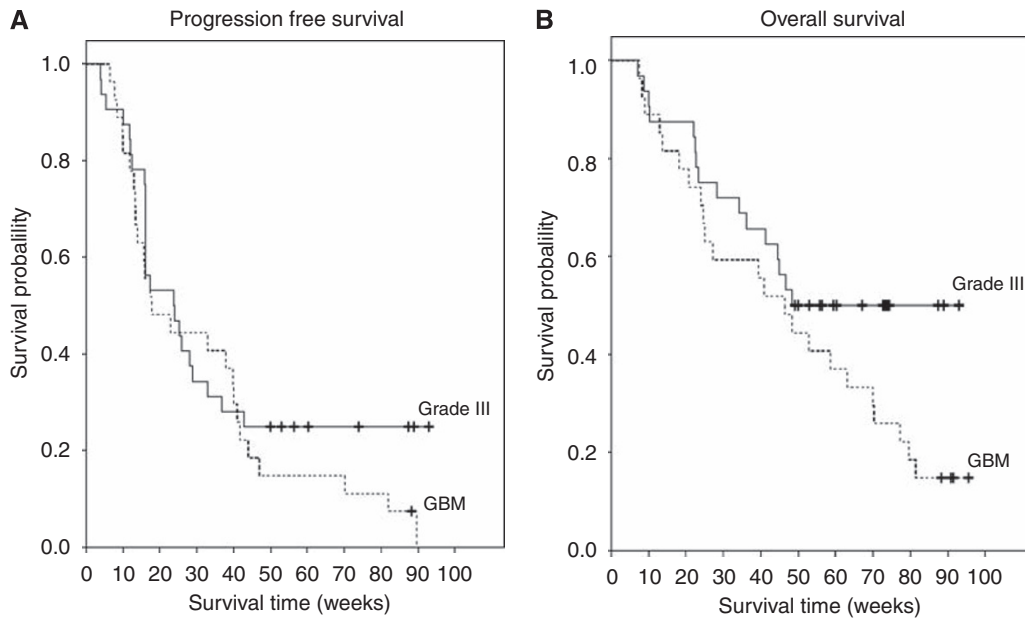 A Progression free survival
1.0
0.8
0.6
0.4
0.2
0.0
Survival probalility
Grade III
GBM
0 10 20 30 40 50 60 70 80 90 100
Survival time (weeks)
B Overall survival
1.0
0.8
0.6
0.4
0.2
0.0
Survival probalility
Grade III
GBM
0 10 20 30 40 50 60 70 80 90 100
Survival time (weeks)